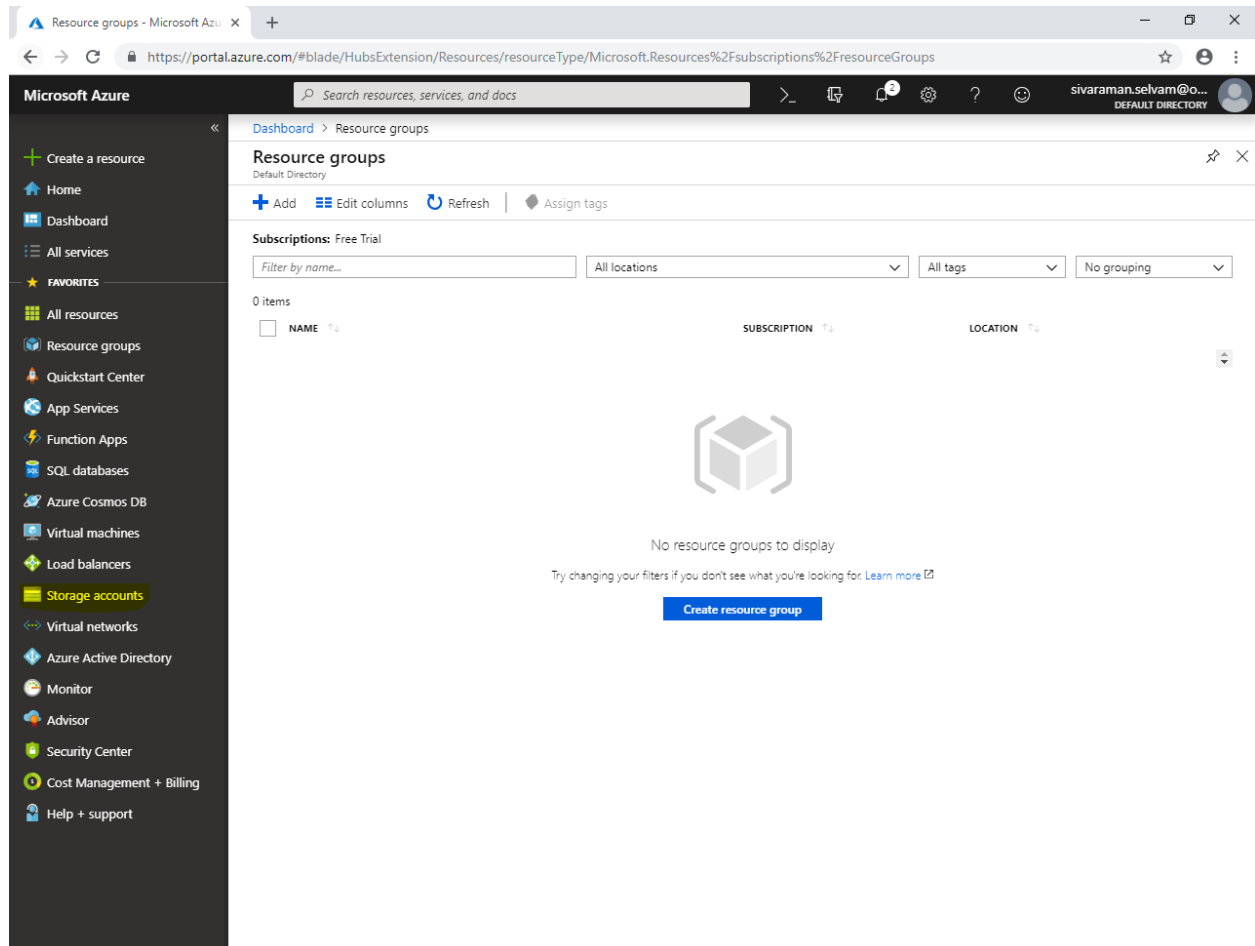 Resource groups - Microsoft Azu
https://portal.azure.com/#blade/HubsExtension/Resources/resourceType/Microsoft.Resources%2Fsubscriptions%2FresourceGroups
Microsoft Azure
Search resources, services, and docs
2
sivaraman.selvam@o...
DEFAULT DIRECTORY
Create a resource
Home
Dashboard
All services
FAVORITES
All resources
Resource groups
Quickstart Center
App Services
Function Apps
SQL databases
Azure Cosmos DB
Virtual machines
Load balancers
Storage accounts
Virtual networks
Azure Active Directory
Monitor
Advisor
Security Center
Cost Management + Billing
Help + support
Dashboard > Resource groups
Resource groups
Default Directory
Add Edit columns Refresh Assign tags
Subscriptions: Free Trial
Filter by name... All locations All tags No grouping
0 items
NAME SUBSCRIPTION LOCATION
No resource groups to display
Try changing your filters if you don't see what you're looking for. Learn more
Create resource group